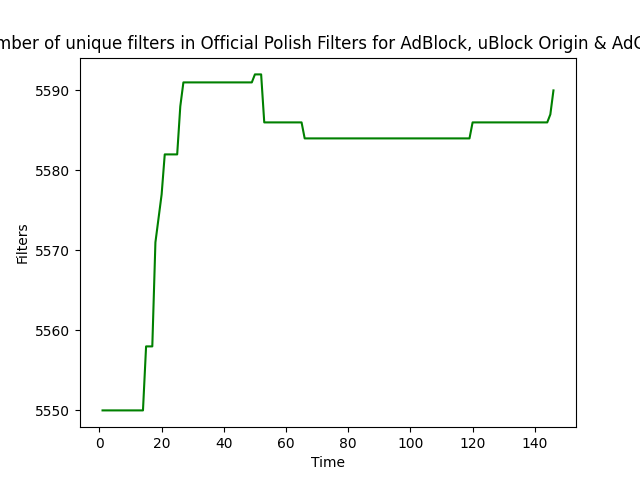 mber of unique filters in Official Polish Filters for AdBlock, uBlock Origin & AdG
5590
5580
5570
5560
5550
Filters
0 20 40 60 80 100 120 140
Time